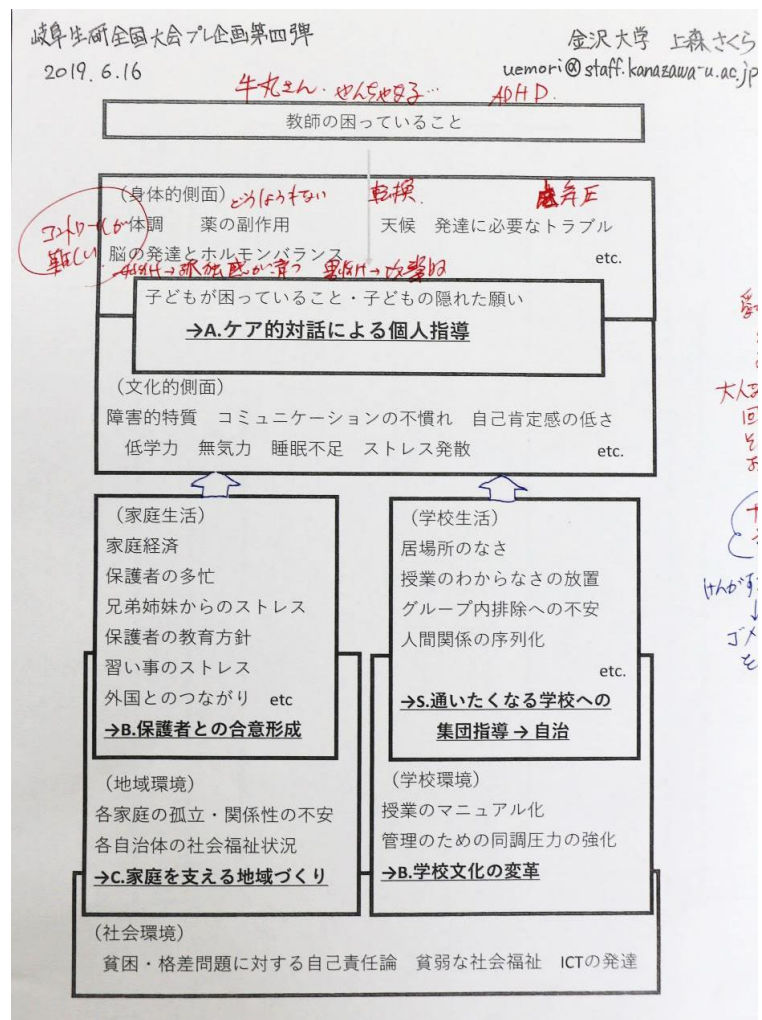 岐阜生研全国大会プレ企画第四弾
金沢大学 上森さくら
2019.6.16
uemori@staff.kanazawa-u.ac.jp
牛丸さん. やんちゃ女子… ADHD.
教師の困っていること
(身体的側面) どうしようもない 転換. 弁圧
コントロールが
難しい
体調 薬の副作用 天候 発達に必要なトラブル
脳の発達とホルモンバランス etc.
孤独感が育つ
子どもが困っていること・子どもの隠れた願い
→A.ケア的対話による個人指導
(文化的側面)
障害的特質 コミュニケーションの不慣れ 自己肯定感の低さ
低学力 無気力 睡眠不足 ストレス発散 etc.
(家庭生活)
家庭経済
保護者の多忙
兄弟姉妹からのストレス
保護者の教育方針
習い事のストレス
外国とのつながり etc
→B.保護者との合意形成
(学校生活)
居場所のなさ
授業のわからなさの放置
グループ内排除への不安
人間関係の序列化
etc.
→S.通いたくなる学校への
集団指導 → 自治
(地域環境)
各家庭の孤立・関係性の不安
各自治体の社会福祉状況
→C.家庭を支える地域づくり
(学校環境)
授業のマニュアル化
管理のための同調圧力の強化
→B.学校文化の変革
(社会環境)
貧困・格差問題に対する自己責任論 貧弱な社会福祉 ICTの発達
大人